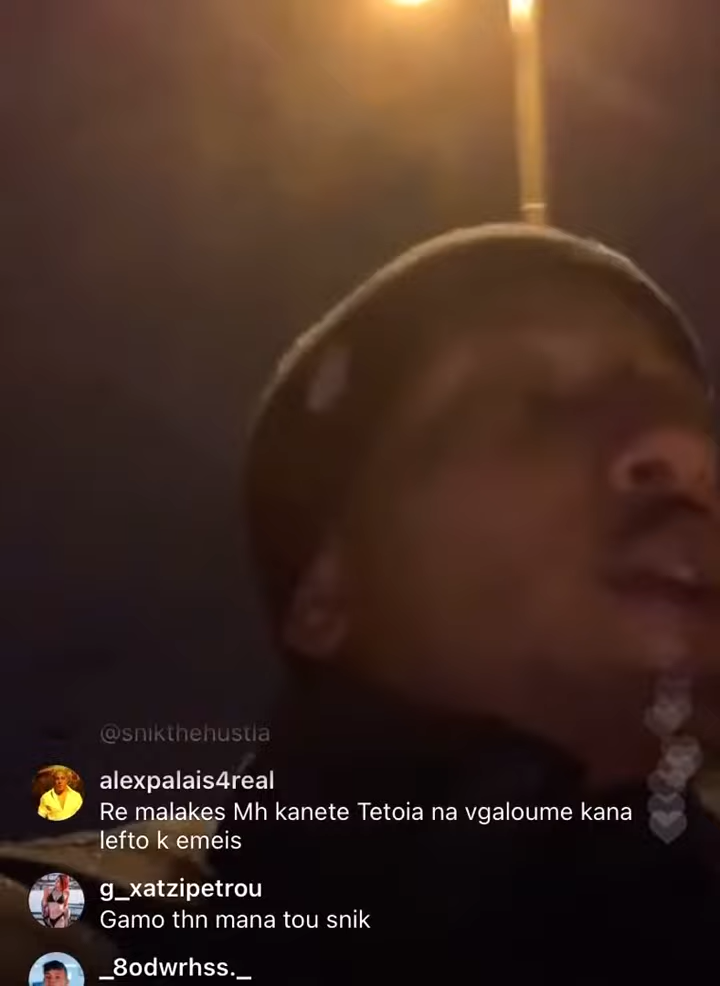 @snikthehustla
alexpalais4real
Re malakes Mh kanete Tetoia na vgaloume kana
lefto k emeis
g_xatzipetrou
Gamo thn mana tou snik
_8odwrhss._